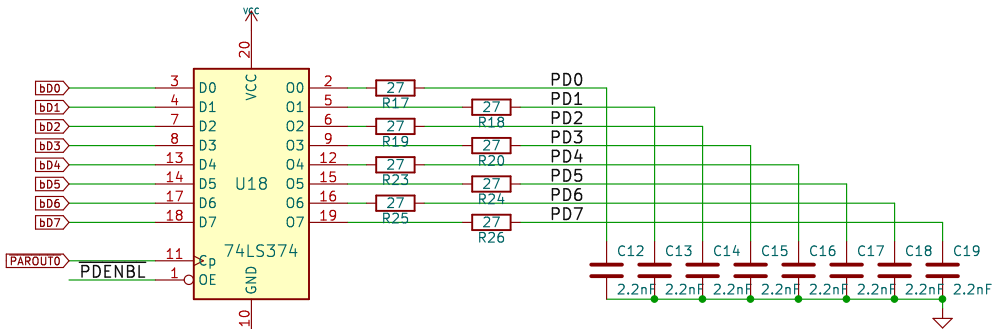 VCC
20
bD0 3 D0 VCC O0 2 27 PD0
R17
bD1 4 D1 O1 5 27 PD1
R18
bD2 7 D2 O2 6 27 PD2
R19
bD3 8 D3 O3 9 27 PD3
R20
bD4 13 D4 O4 12 27 PD4
R23
bD5 14 D5 U18 O5 15 27 PD5
R24
bD6 17 D6 O6 16 27 PD6
R25
bD7 18 D7 O7 19 27 PD7
R26
74LS374
C12 C13 C14 C15 C16 C17 C18 C19
PAROUT0 11 Cp
PDENBL 1 OE GND
2.2nF 2.2nF 2.2nF 2.2nF 2.2nF 2.2nF 2.2nF 2.2nF
10